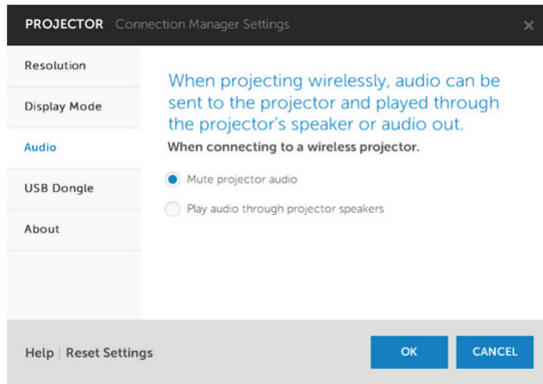 PROJECTOR Connection Manager Settings ×
Resolution
Display Mode
Audio
USB Dongle
About
When projecting wirelessly, audio can be
sent to the projector and played through
the projector's speaker or audio out.
When connecting to a wireless projector.
Mute projector audio
Play audio through projector speakers
Help | Reset Settings
OK
CANCEL